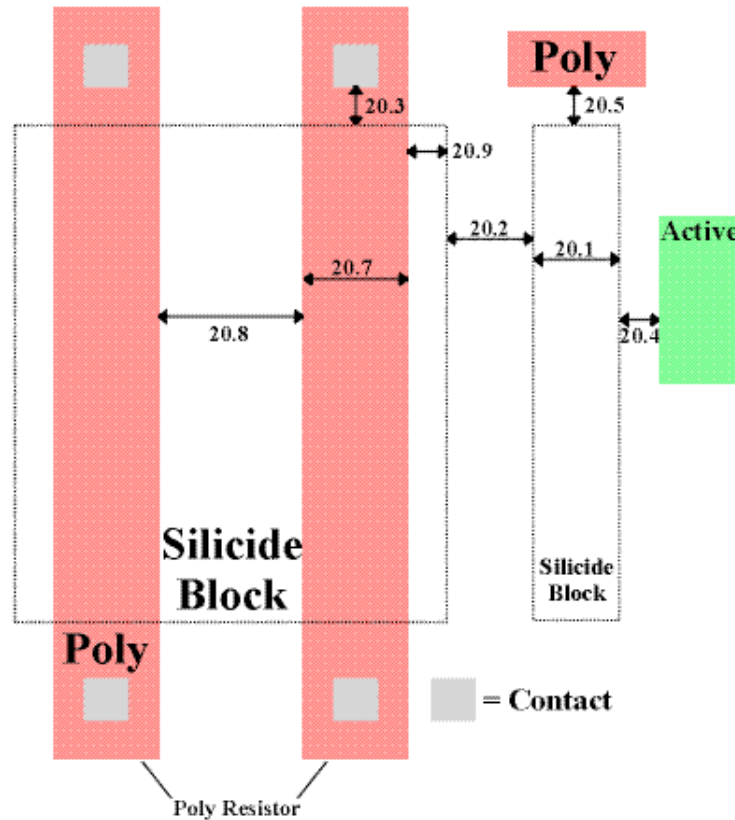 Poly
20.3
20.5
20.9
20.2
Active
20.1
20.7
20.8
20.4
Silicide
Block
Silicide
Block
Poly
= Contact
Poly Resistor